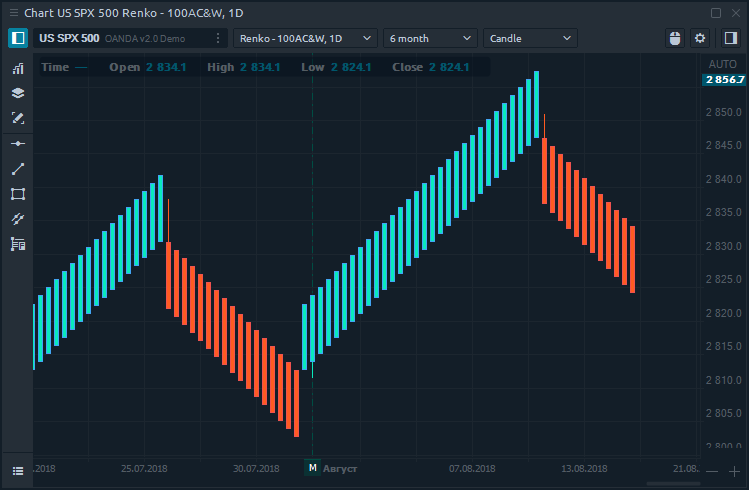 Chart US SPX 500 Renko - 100AC&W, 1D
US SPX 500 OANDA v2.0 Demo Renko - 100AC&W, 1D 6 month Candle
Time — Open 2 834.1 High 2 834.1 Low 2 824.1 Close 2 824.1
AUTO
2 856.7
2 850.0
2 845.0
2 840.0
2 835.0
2 830.0
2 825.0
2 820.0
2 815.0
2 810.0
2 805.0
2 800.0
.2018 25.07.2018 30.07.2018 M Август 07.08.2018 13.08.2018 21.08.